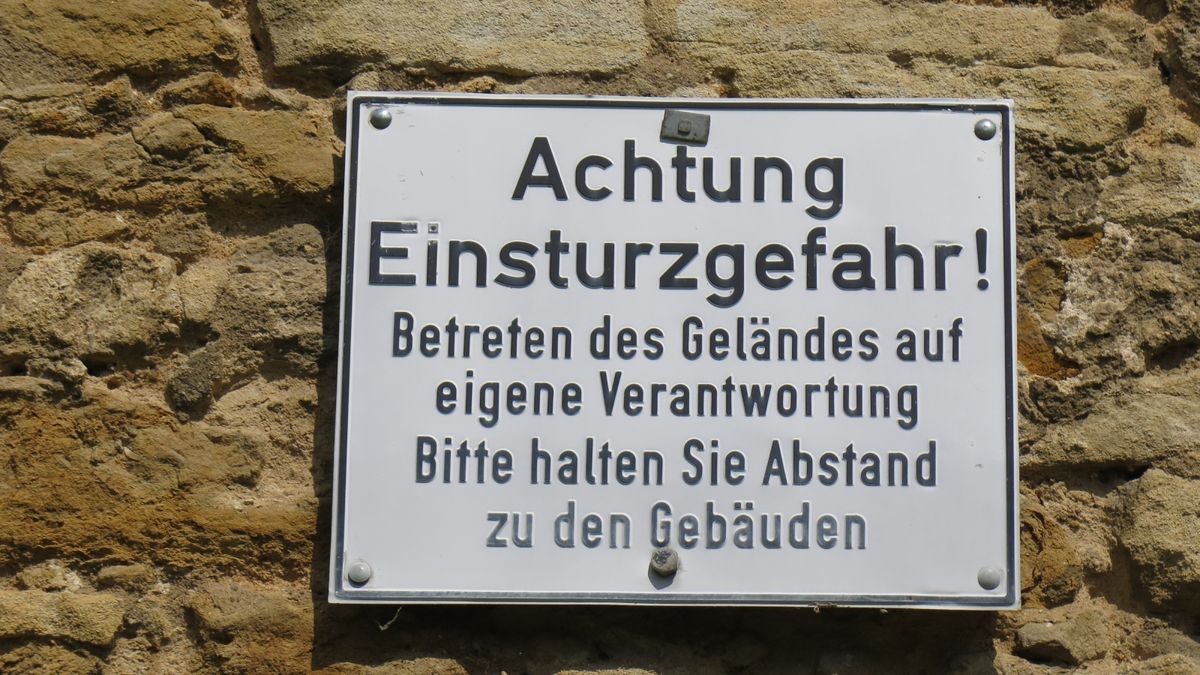 Achtung
Einsturzgefahr!
Betreten des Geländes auf
eigene Verantwortung
Bitte halten Sie Abstand
zu den Gebäuden